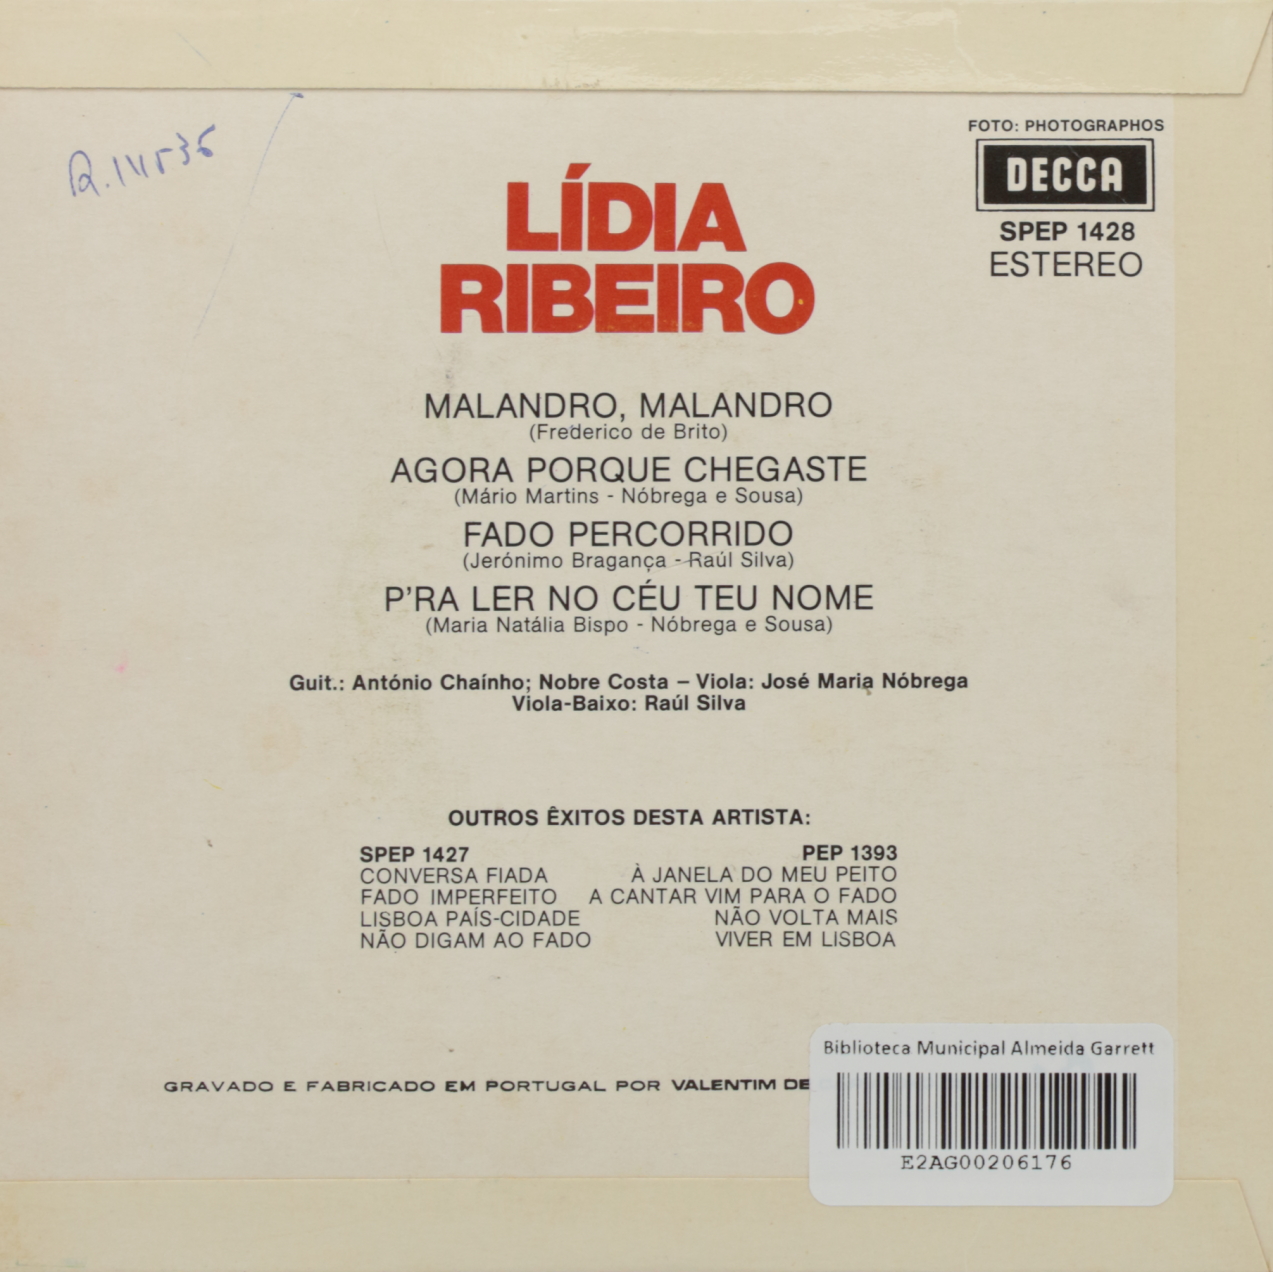 R.14535
FOTO: PHOTOGRAPHOS
DECCA
SPEP 1428
ESTEREO
LÍDIA
RIBEIRO
MALANDRO, MALANDRO
(Frederico de Brito)
AGORA PORQUE CHEGASTE
(Mário Martins - Nóbrega e Sousa)
FADO PERCORRIDO
(Jerónimo Bragança - Raúl Silva)
P'RA LER NO CÉU TEU NOME
(Maria Natália Bispo - Nóbrega e Sousa)
Guit.: António Chaínho; Nobre Costa – Viola: José Maria Nóbrega
Viola-Baixo: Raúl Silva
OUTROS ÊXITOS DESTA ARTISTA:
SPEP 1427
CONVERSA FIADA
FADO IMPERFEITO
LISBOA PAÍS-CIDADE
NÃO DIGAM AO FADO
PEP 1393
À JANELA DO MEU PEITO
A CANTAR VIM PARA O FADO
NÃO VOLTA MAIS
VIVER EM LISBOA
GRAVADO E FABRICADO EM PORTUGAL POR VALENTIM DE
Biblioteca Municipal Almeida Garrett
E2AG00206176